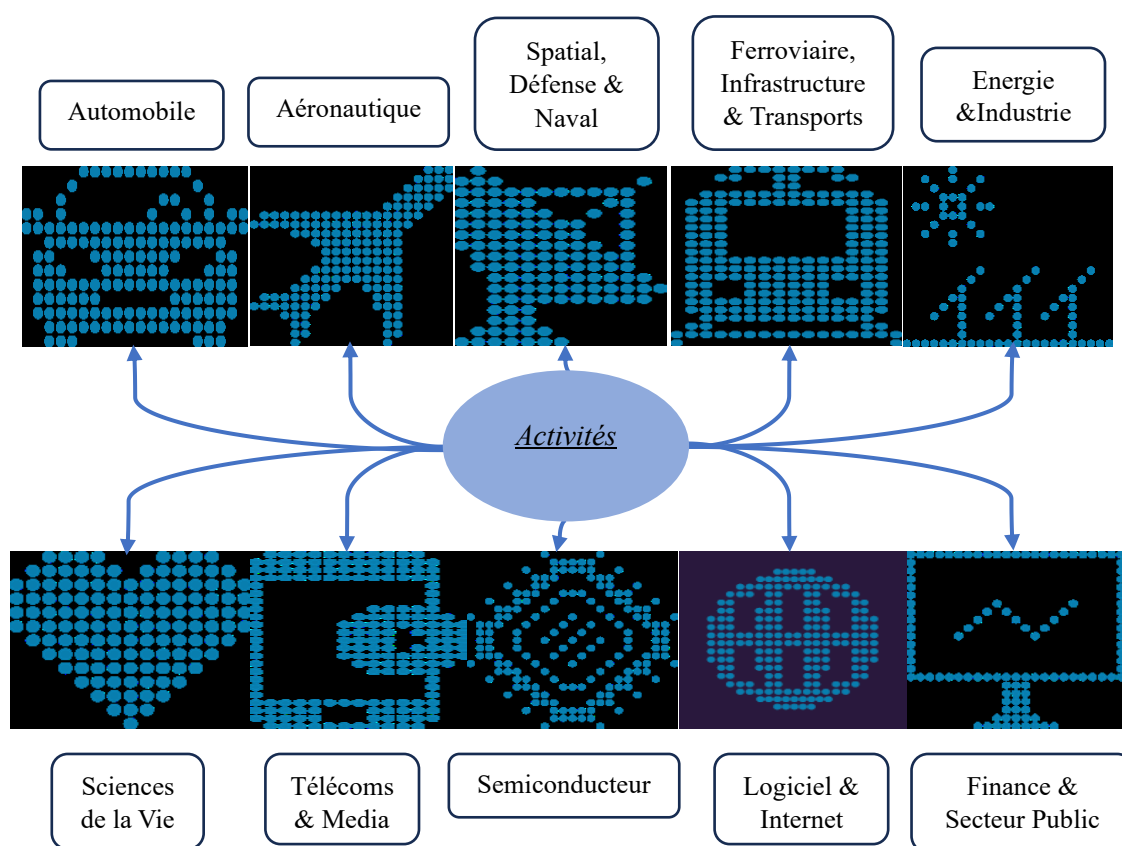 Automobile
Aéronautique
Spatial,
Défense &
Naval
Ferroviaire,
Infrastructure
& Transports
Energie
&Industrie
Activités
Sciences
de la Vie
Télécoms
& Media
Semiconducteur
Logiciel &
Internet
Finance &
Secteur Public